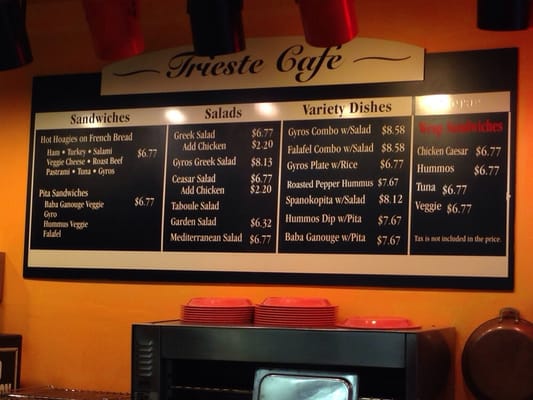 Trieste Cafe
Sandwiches
Hot Hoagies on French Bread
Ham • Turkey • Salami
Veggie Cheese • Roast Beef
Pastrami • Tuna • Gyros
$6.77
Pita Sandwiches
Baba Ganouge Veggie
Gyro
Hummus Veggie
Falafel
$6.77
Salads
Greek Salad $6.77
Add Chicken $2.20
Gyros Greek Salad $8.13
Ceasar Salad $6.77
Add Chicken $2.20
Taboule Salad
Garden Salad $6.32
Mediterranean Salad $6.77
Variety Dishes
Gyros Combo w/Salad $8.58
Falafel Combo w/Salad $8.58
Gyros Plate w/Rice $6.77
Roasted Pepper Hummus $7.67
Spanokopita w/Salad $8.12
Hummos Dip w/Pita $7.67
Baba Ganouge w/Pita $7.67
Wrap Sandwiches
Chicken Caesar $6.77
Hummos $6.77
Tuna $6.77
Veggie $6.77
Tax is not included in the price.